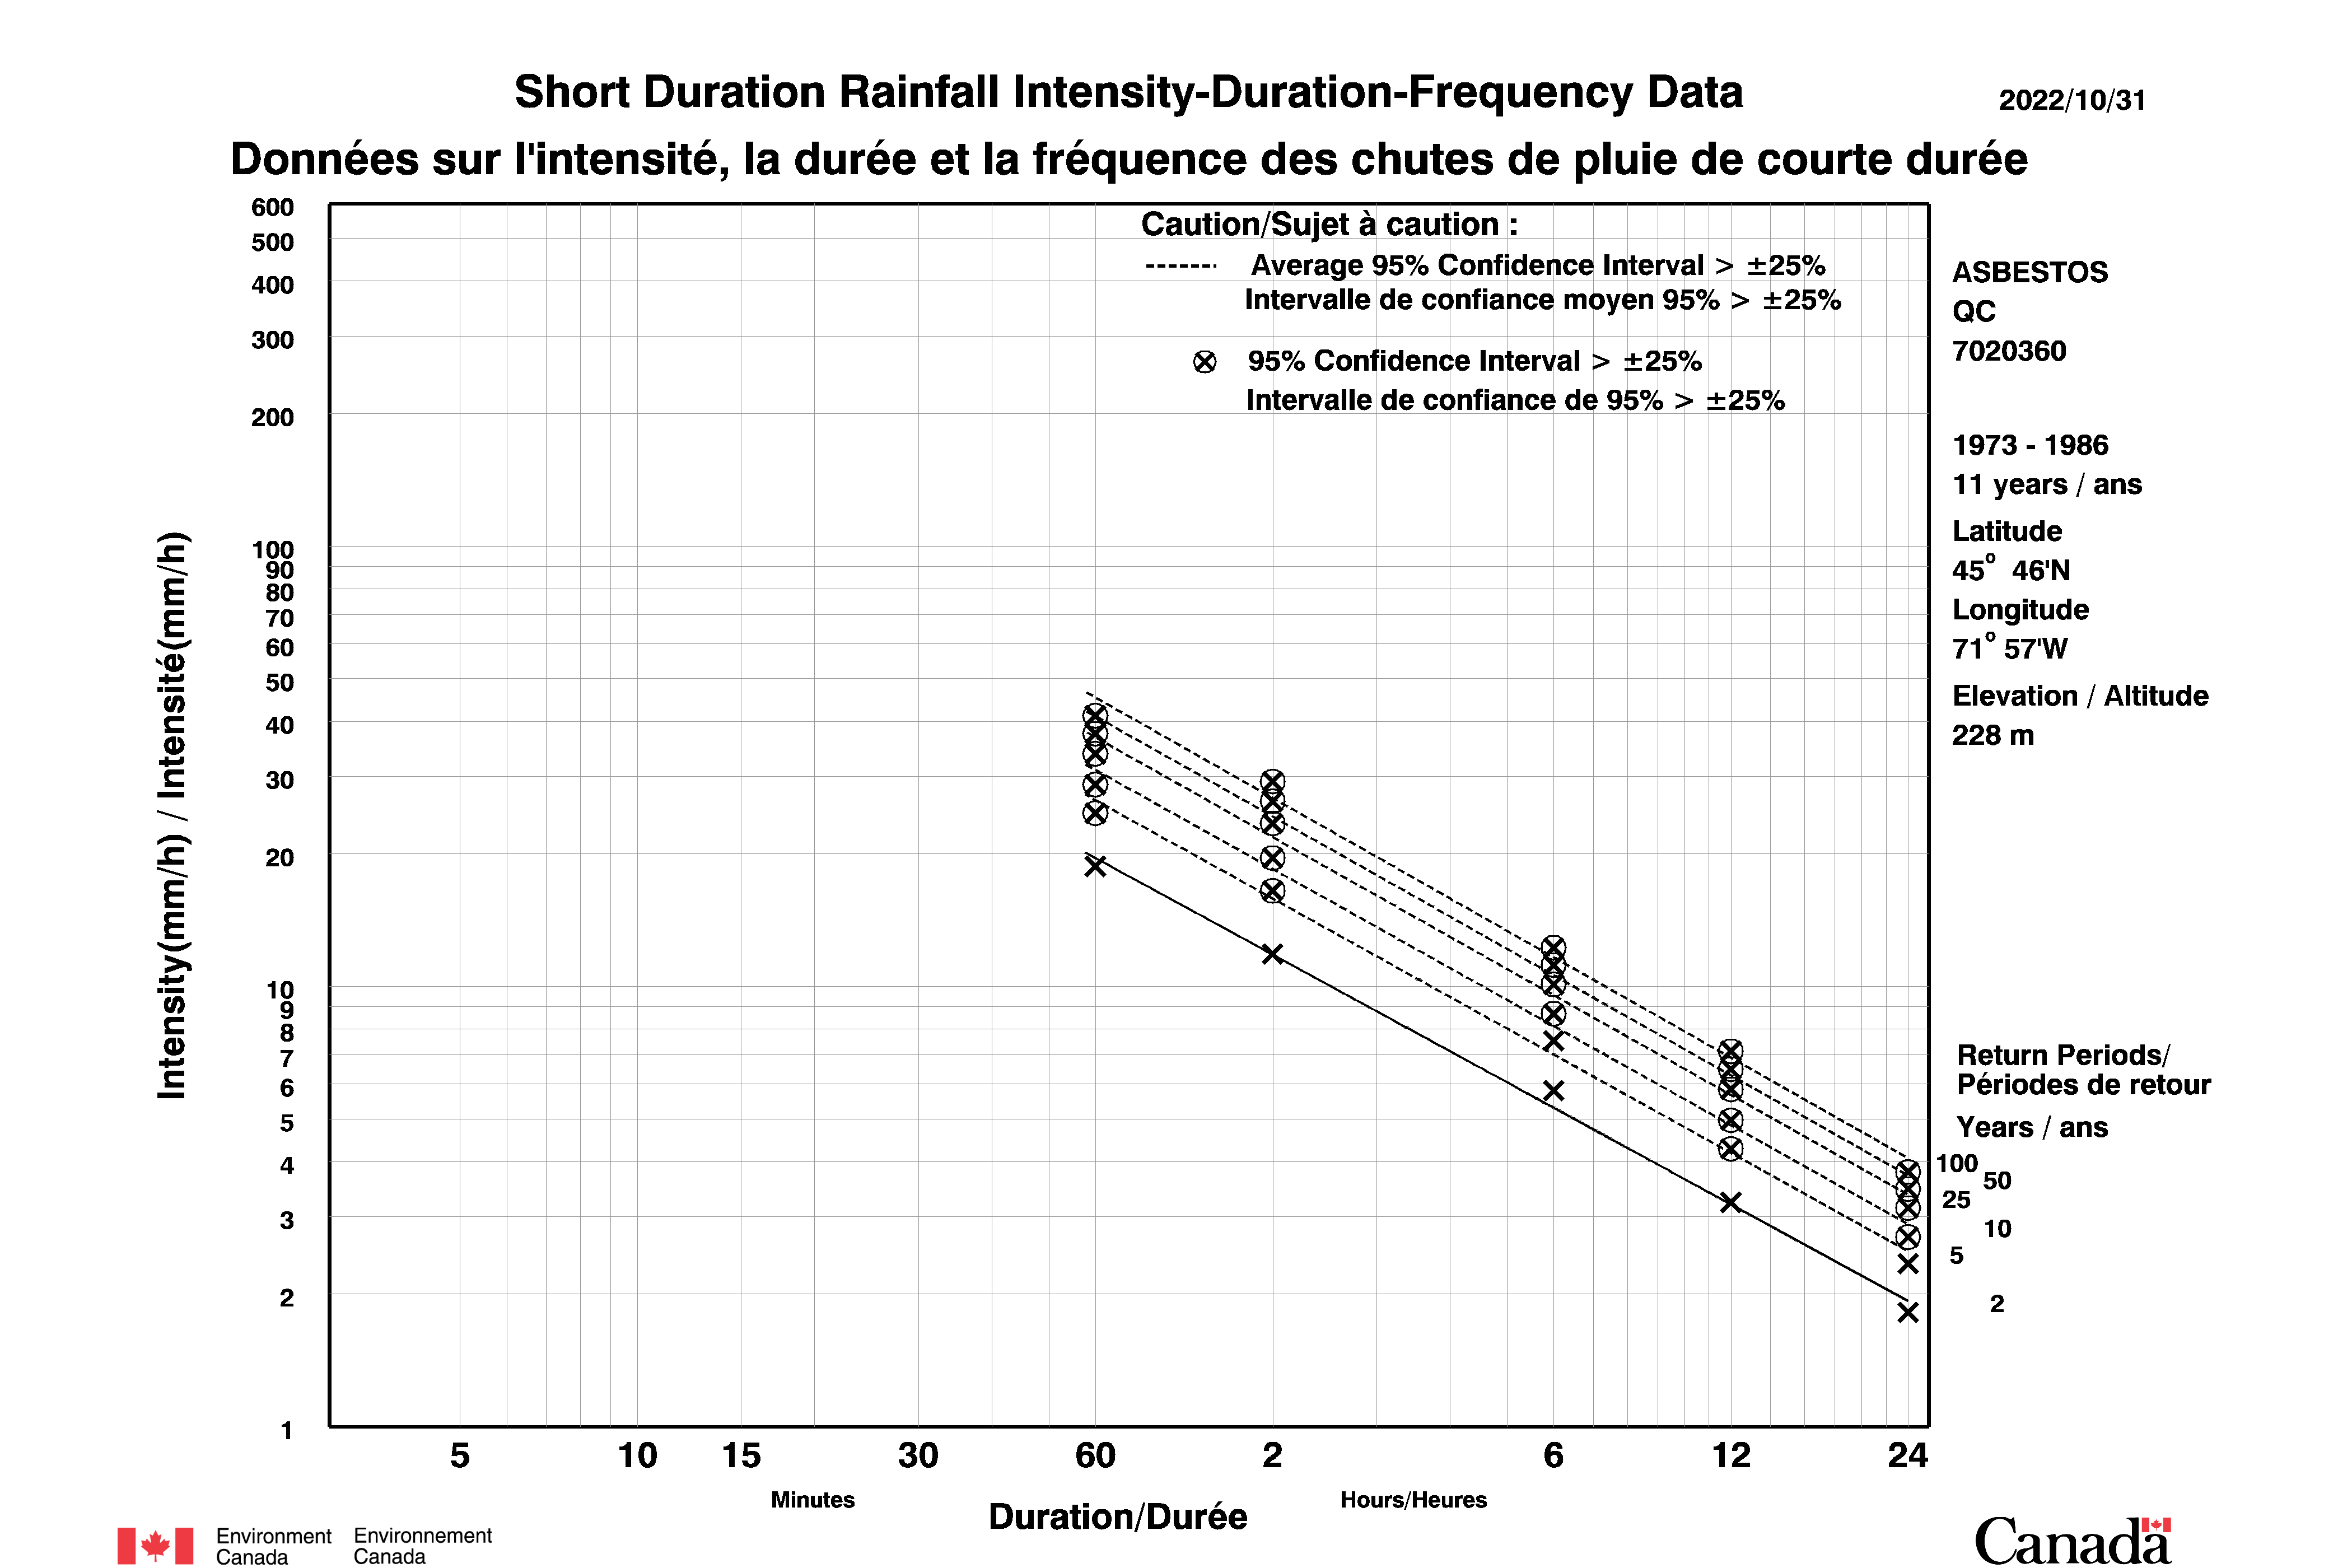 Short Duration Rainfall Intensity-Duration-Frequency Data
2022/10/31
Données sur l'intensité, la durée et la fréquence des chutes de pluie de courte durée
Caution/Sujet à caution :
Average 95% Confidence Interval > ±25%
Intervalle de confiance moyen 95% > ±25%
95% Confidence Interval > ±25%
Intervalle de confiance de 95% > ±25%
ASBESTOS
QC
7020360
1973 - 1986
11 years / ans
Latitude
45° 46'N
Longitude
71° 57'W
Elevation / Altitude
228 m
Return Periods/
Périodes de retour
Years / ans
100
50
25
10
5
2
Intensity(mm/h) / Intensité(mm/h)
600
500
400
300
200
100
90
80
70
60
50
40
30
20
10
9
8
7
6
5
4
3
2
1
5 10 15 30 60 2 6 12 24
Minutes
Hours/Heures
Duration/Durée
Environment
Canada
Environnement
Canada
Canada